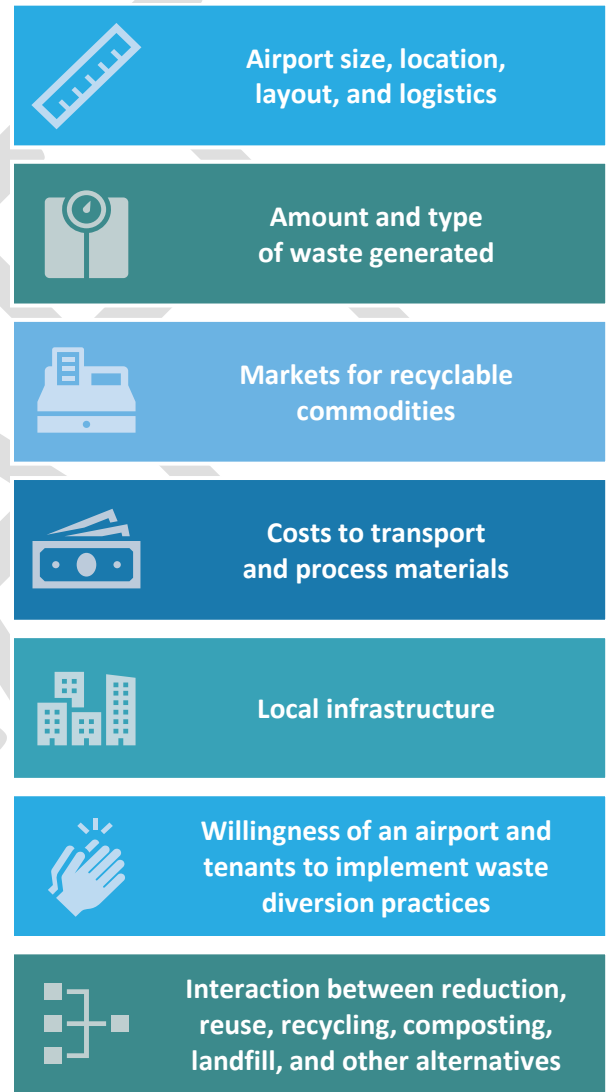 Airport size, location,
layout, and logistics
Amount and type
of waste generated
Markets for recyclable
commodities
Costs to transport
and process materials
Local infrastructure
Willingness of an airport and
tenants to implement waste
diversion practices
Interaction between reduction,
reuse, recycling, composting,
landfill, and other alternatives